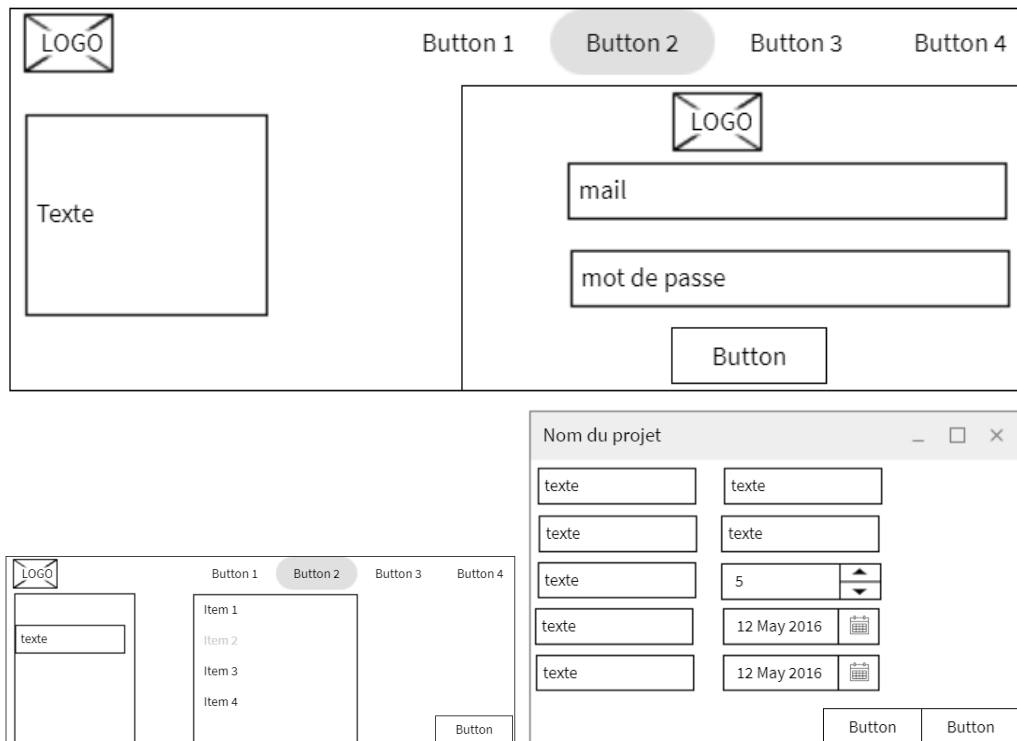 LOGO Button 1 Button 2 Button 3 Button 4
LOGO
mail
Texte
mot de passe
Button
Nom du projet
texte texte
texte texte
texte 5
texte 12 May 2016
texte 12 May 2016
Button Button
LOGO Button 1 Button 2 Button 3 Button 4
Item 1
texte Item 2
Item 3
Item 4
Button